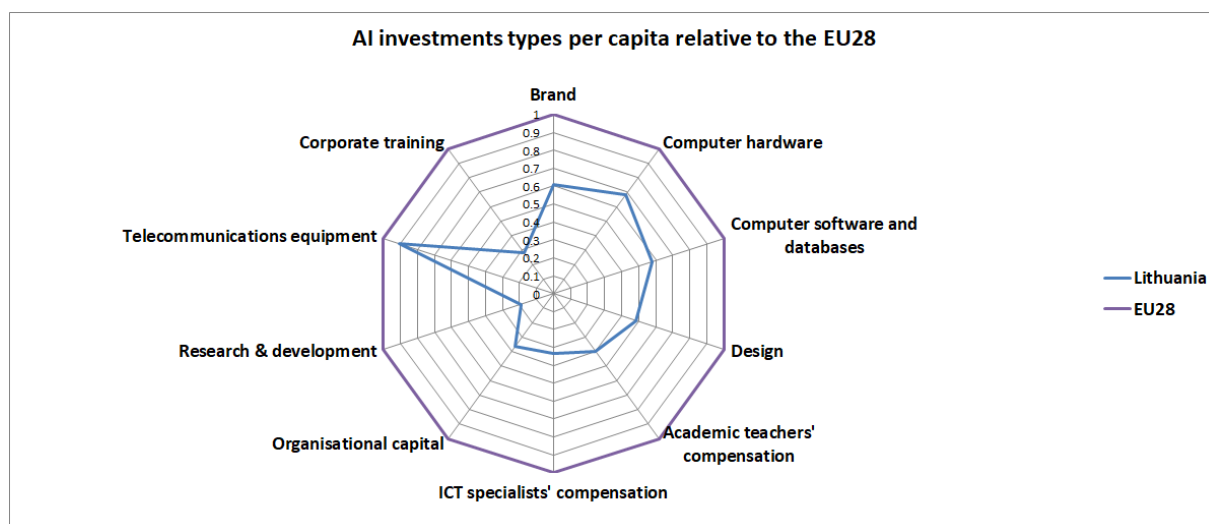 AI investments types per capita relative to the EU28
Brand
1
0.9
0.8
0.7
0.6
0.5
0.4
0.3
0.2
0.1
0
Computer hardware
Computer software and
databases
Design
Academic teachers'
compensation
ICT specialists' compensation
Organisational capital
Research & development
Telecommunications equipment
Corporate training
Lithuania
EU28